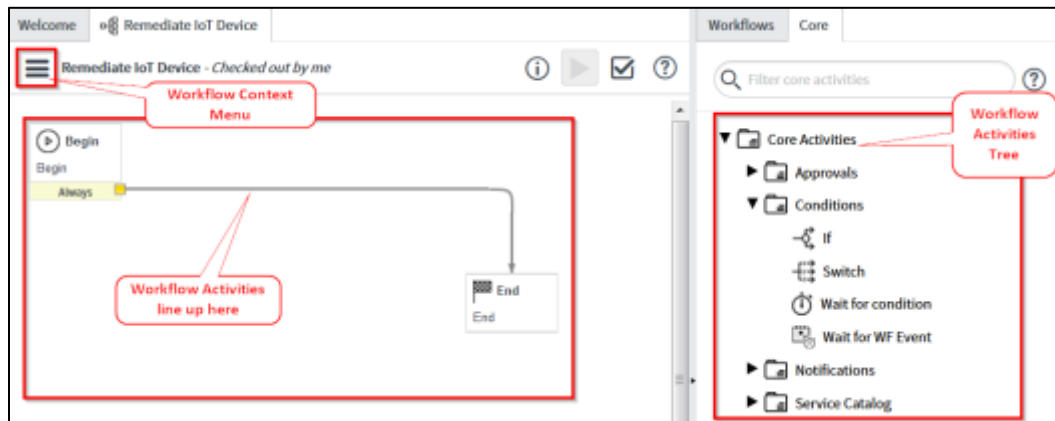 Welcome
Remediate IoT Device
Workflows
Core
Remediate IoT Device - Checked out by me
Filter core activities
Workflow Context
Menu
Workflow
Activities
Tree
Begin
Begin
Always
Workflow Activities
line up here
End
End
Core Activities
Approvals
Conditions
If
Switch
Wait for condition
Wait for WF Event
Notifications
Service Catalog